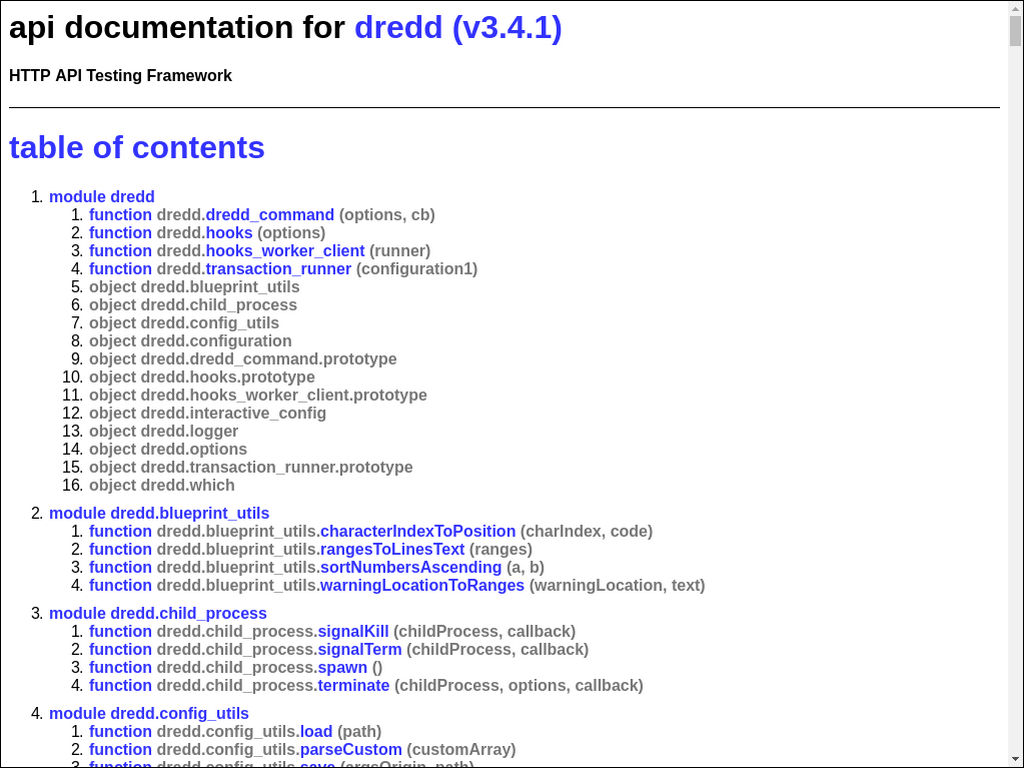 api documentation for dredd (v3.4.1)
HTTP API Testing Framework
table of contents
1. module dredd
1. function dredd.dredd_command (options, cb)
2. function dredd.hooks (options)
3. function dredd.hooks_worker_client (runner)
4. function dredd.transaction_runner (configuration1)
5. object dredd.blueprint_utils
6. object dredd.child_process
7. object dredd.config_utils
8. object dredd.configuration
9. object dredd.dredd_command.prototype
10. object dredd.hooks.prototype
11. object dredd.hooks_worker_client.prototype
12. object dredd.interactive_config
13. object dredd.logger
14. object dredd.options
15. object dredd.transaction_runner.prototype
16. object dredd.which
2. module dredd.blueprint_utils
1. function dredd.blueprint_utils.characterIndexToPosition (charIndex, code)
2. function dredd.blueprint_utils.rangesToLinesText (ranges)
3. function dredd.blueprint_utils.sortNumbersAscending (a, b)
4. function dredd.blueprint_utils.warningLocationToRanges (warningLocation, text)
3. module dredd.child_process
1. function dredd.child_process.signalKill (childProcess, callback)
2. function dredd.child_process.signalTerm (childProcess, callback)
3. function dredd.child_process.spawn ()
4. function dredd.child_process.terminate (childProcess, options, callback)
4. module dredd.config_utils
1. function dredd.config_utils.load (path)
2. function dredd.config_utils.parseCustom (customArray)
3. function dredd.config_utils.save (argsOrigin, path)